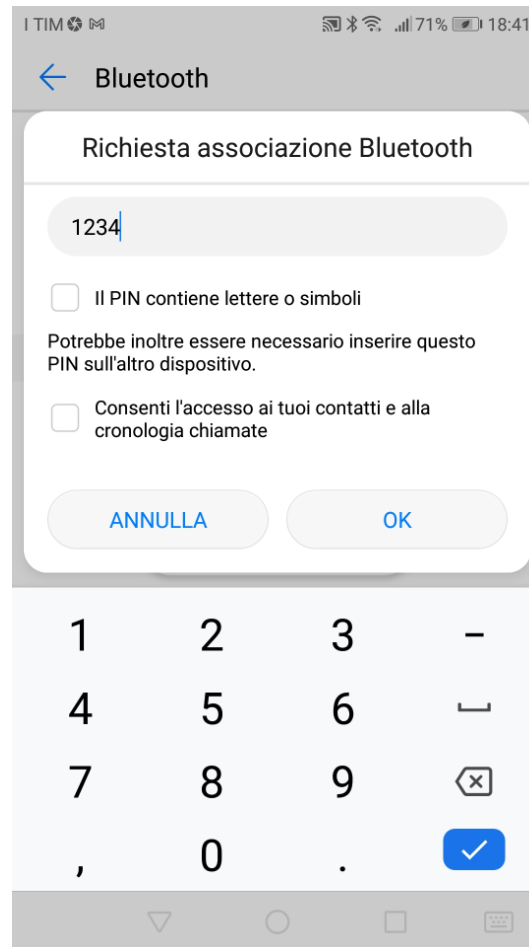 I TIM 71% 18:41
Bluetooth
Richiesta associazione Bluetooth
1234
Il PIN contiene lettere o simboli
Potrebbe inoltre essere necessario inserire questo
PIN sull'altro dispositivo.
Consenti l'accesso ai tuoi contatti e alla
cronologia chiamate
ANNULLA OK
1 2 3 -
4 5 6
7 8 9
, 0 .